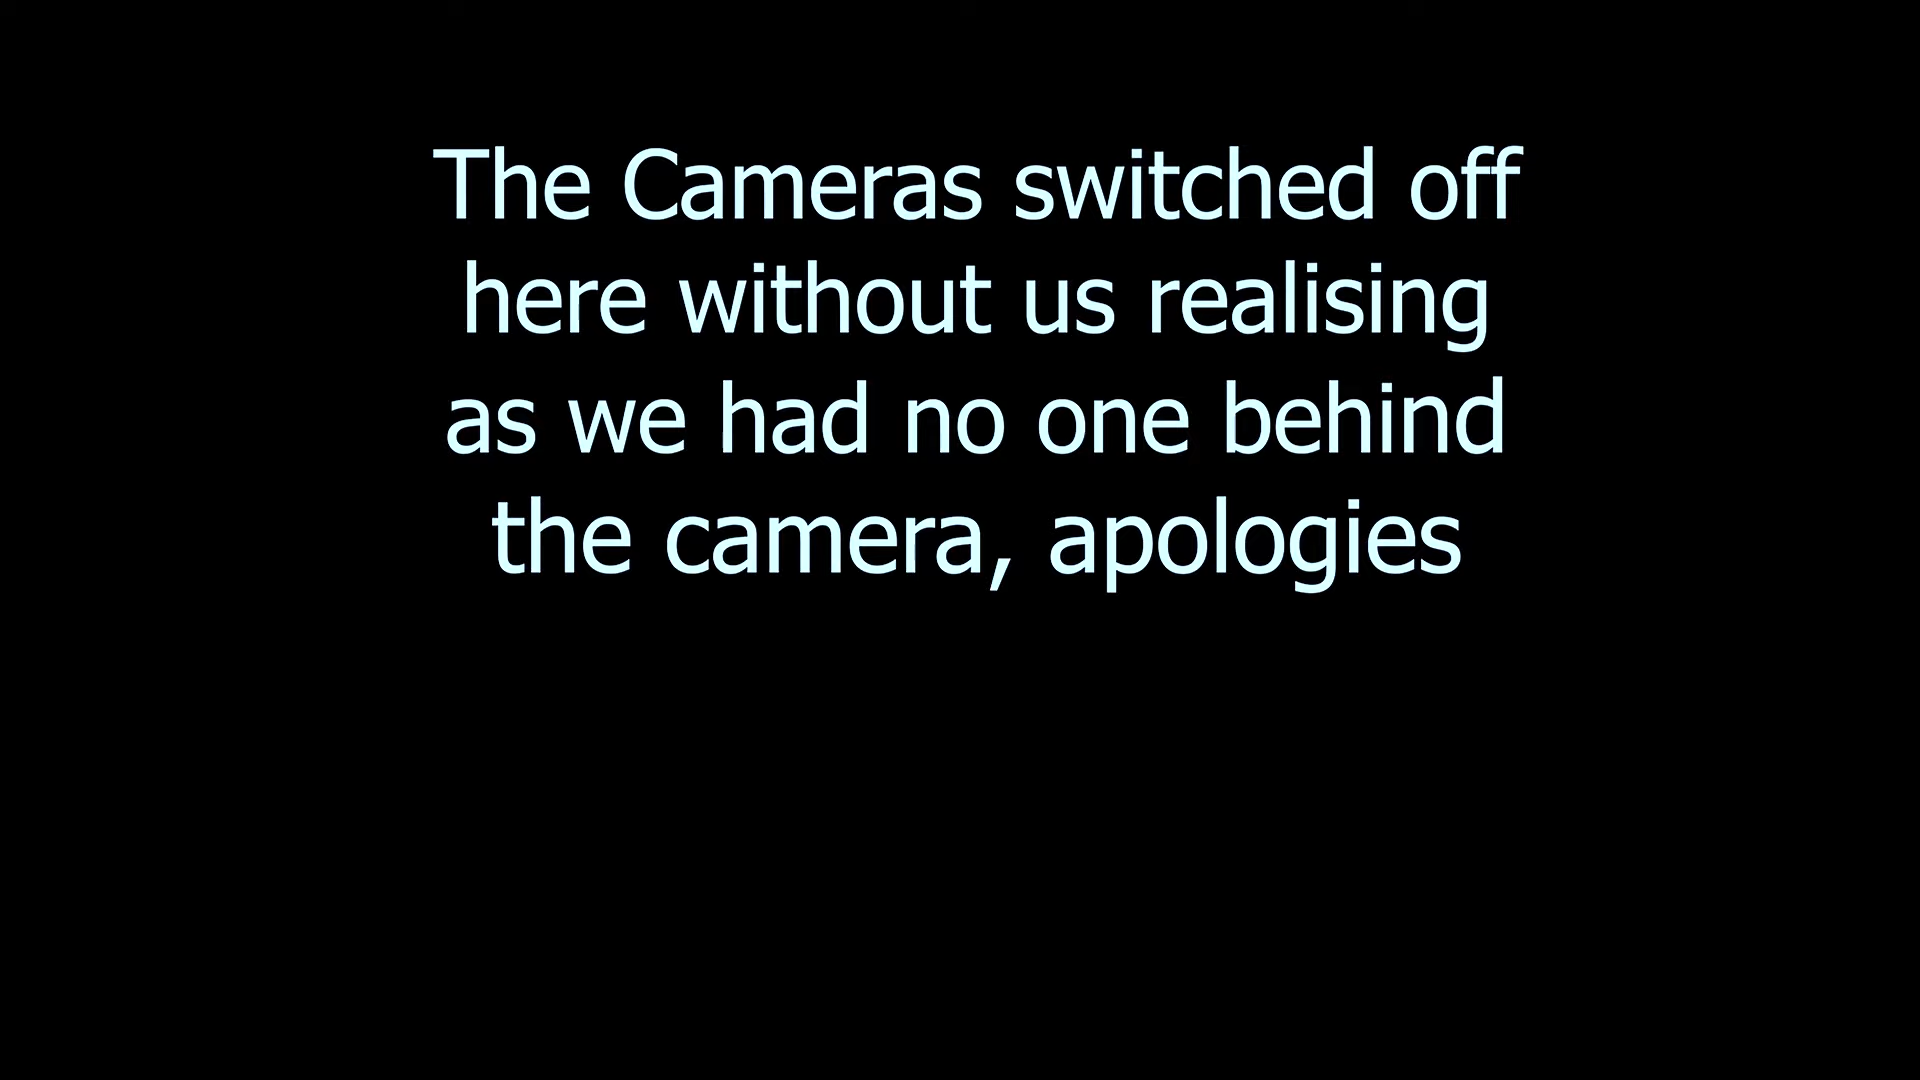 The Cameras switched off
here without us realising
as we had no one behind
the camera, apologies